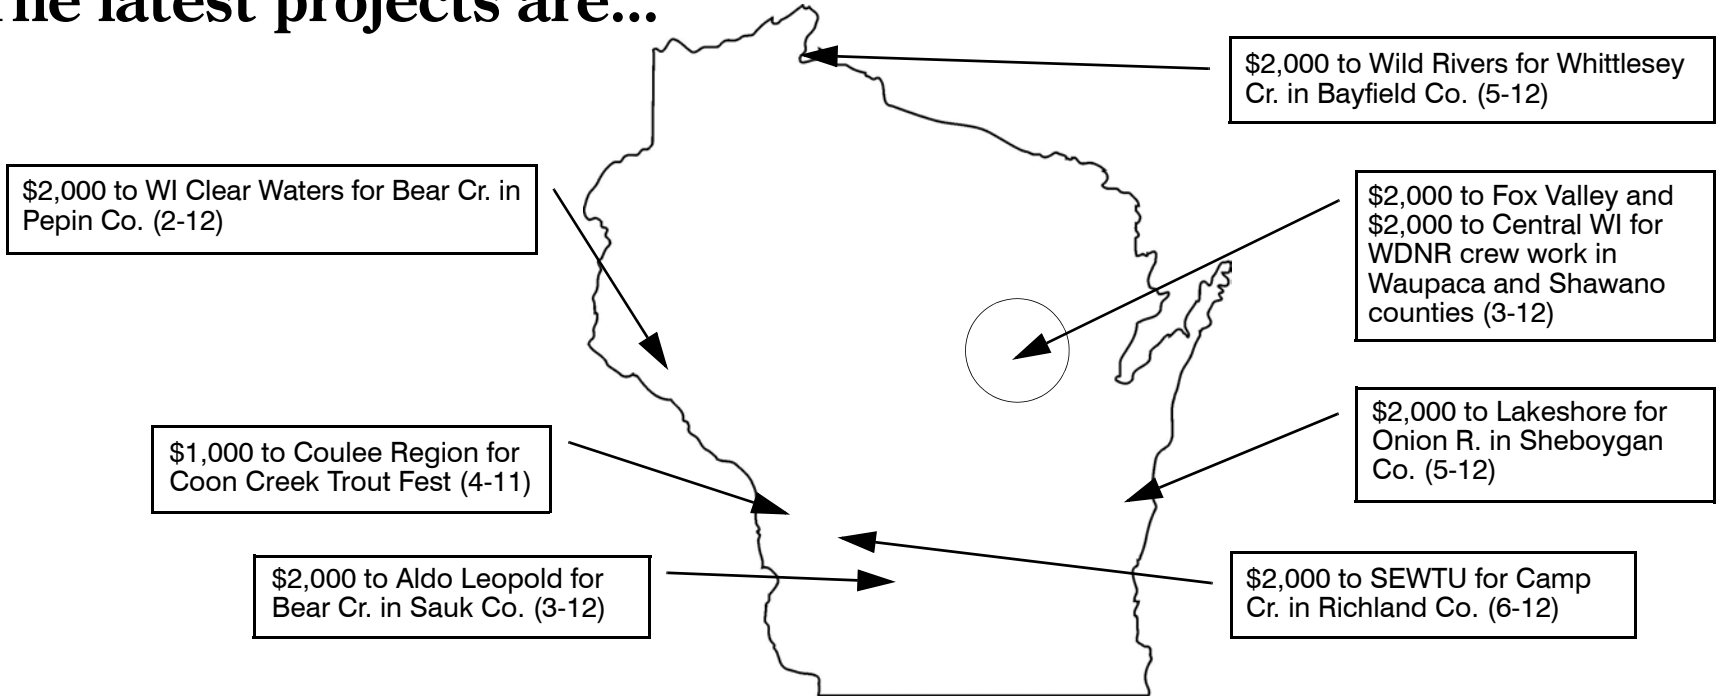 The latest projects are...
$2,000 to Wild Rivers for Whittlesey
Cr. in Bayfield Co. (5-12)
$2,000 to WI Clear Waters for Bear Cr. in
Pepin Co. (2-12)
$2,000 to Fox Valley and
$2,000 to Central WI for
WDNR crew work in
Waupaca and Shawano
counties (3-12)
$2,000 to Lakeshore for
Onion R. in Sheboygan
Co. (5-12)
$1,000 to Coulee Region for
Coon Creek Trout Fest (4-11)
$2,000 to Aldo Leopold for
Bear Cr. in Sauk Co. (3-12)
$2,000 to SEWTU for Camp
Cr. in Richland Co. (6-12)